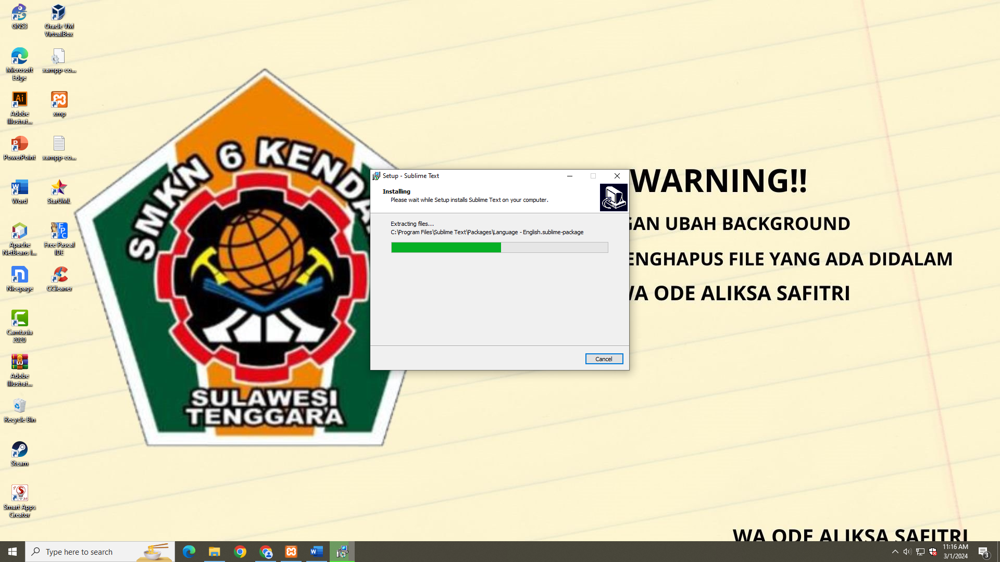 GNS3
Oracle VM
VirtualBox
Microsoft
Edge
xampp-co...
Adobe
Illustrat...
xmp
PowerPoint
xampp-co...
Word
StarUML
Apache
NetBeans I...
Free Pascal
IDE
Nicepage
CCleaner
Camtasia
2020
Adobe
Illustrat...
Recycle Bin
Steam
Smart Apps
Creator
SMKN 6 KENDA
SULAWESI
TENGGARA
Setup - Sublime Text
Installing
Please wait while Setup installs Sublime Text on your computer.
Extracting files...
C:\Program Files\Sublime Text\Packages\Language - English.sublime-package
Cancel
WARNING!!
GAN UBAH BACKGROUND
ENGHAPUS FILE YANG ADA DIDALAM
WA ODE ALIKSA SAFITRI
WA ODE ALIKSA SAFITRI
Type here to search
11:16 AM
3/1/2024
3